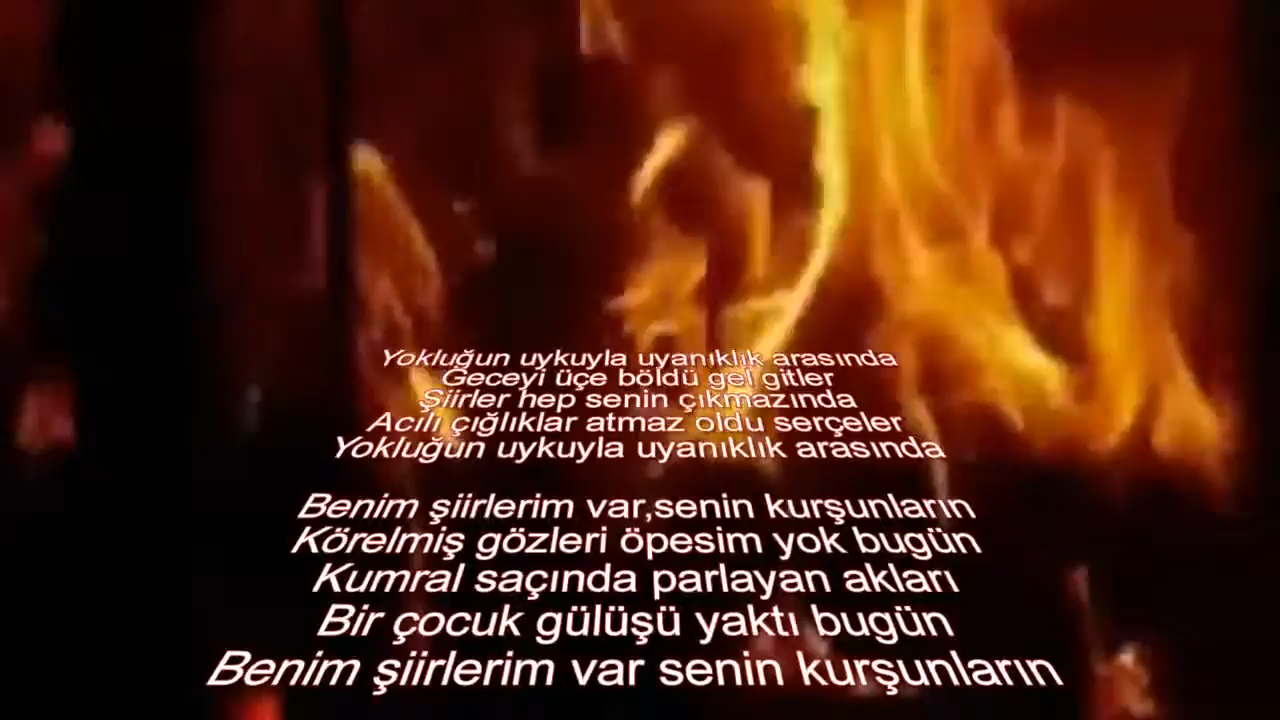 Yokluğun uykuyla uyanıklık arasında
Geceyi üçe böldü gel gitler
Şiirler hep senin çıkmazında
Acılı çığlıklar atmaz oldu serçeler
Yokluğun uykuyla uyanıklık arasında
Benim şiirlerim var,senin kurşunların
Körelmiş gözleri öpesim yok bugün
Kumral saçında parlayan akları
Bir çocuk gülüşü yaktı bugün
Benim şiirlerim var senin kurşunların